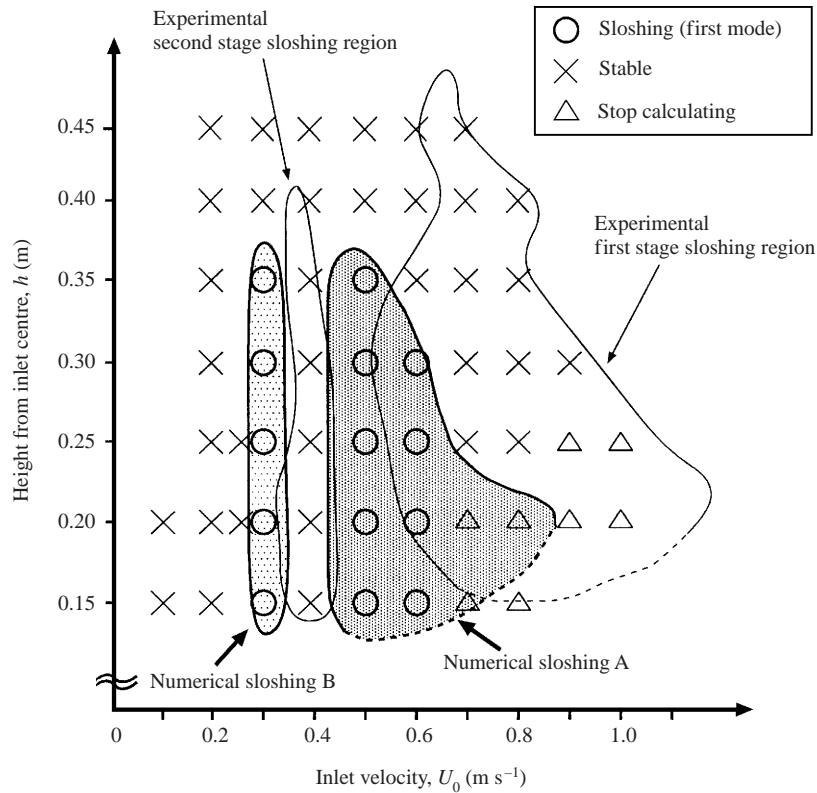 Experimental
second stage sloshing region
Sloshing (first mode)
Stable
Stop calculating
0.45
0.40
0.35
0.30
0.25
0.20
0.15
Height from inlet centre, h (m)
Experimental
first stage sloshing region
Numerical sloshing A
Numerical sloshing B
0
0.2
0.4
0.6
0.8
1.0
Inlet velocity, U₀ (m s⁻¹)